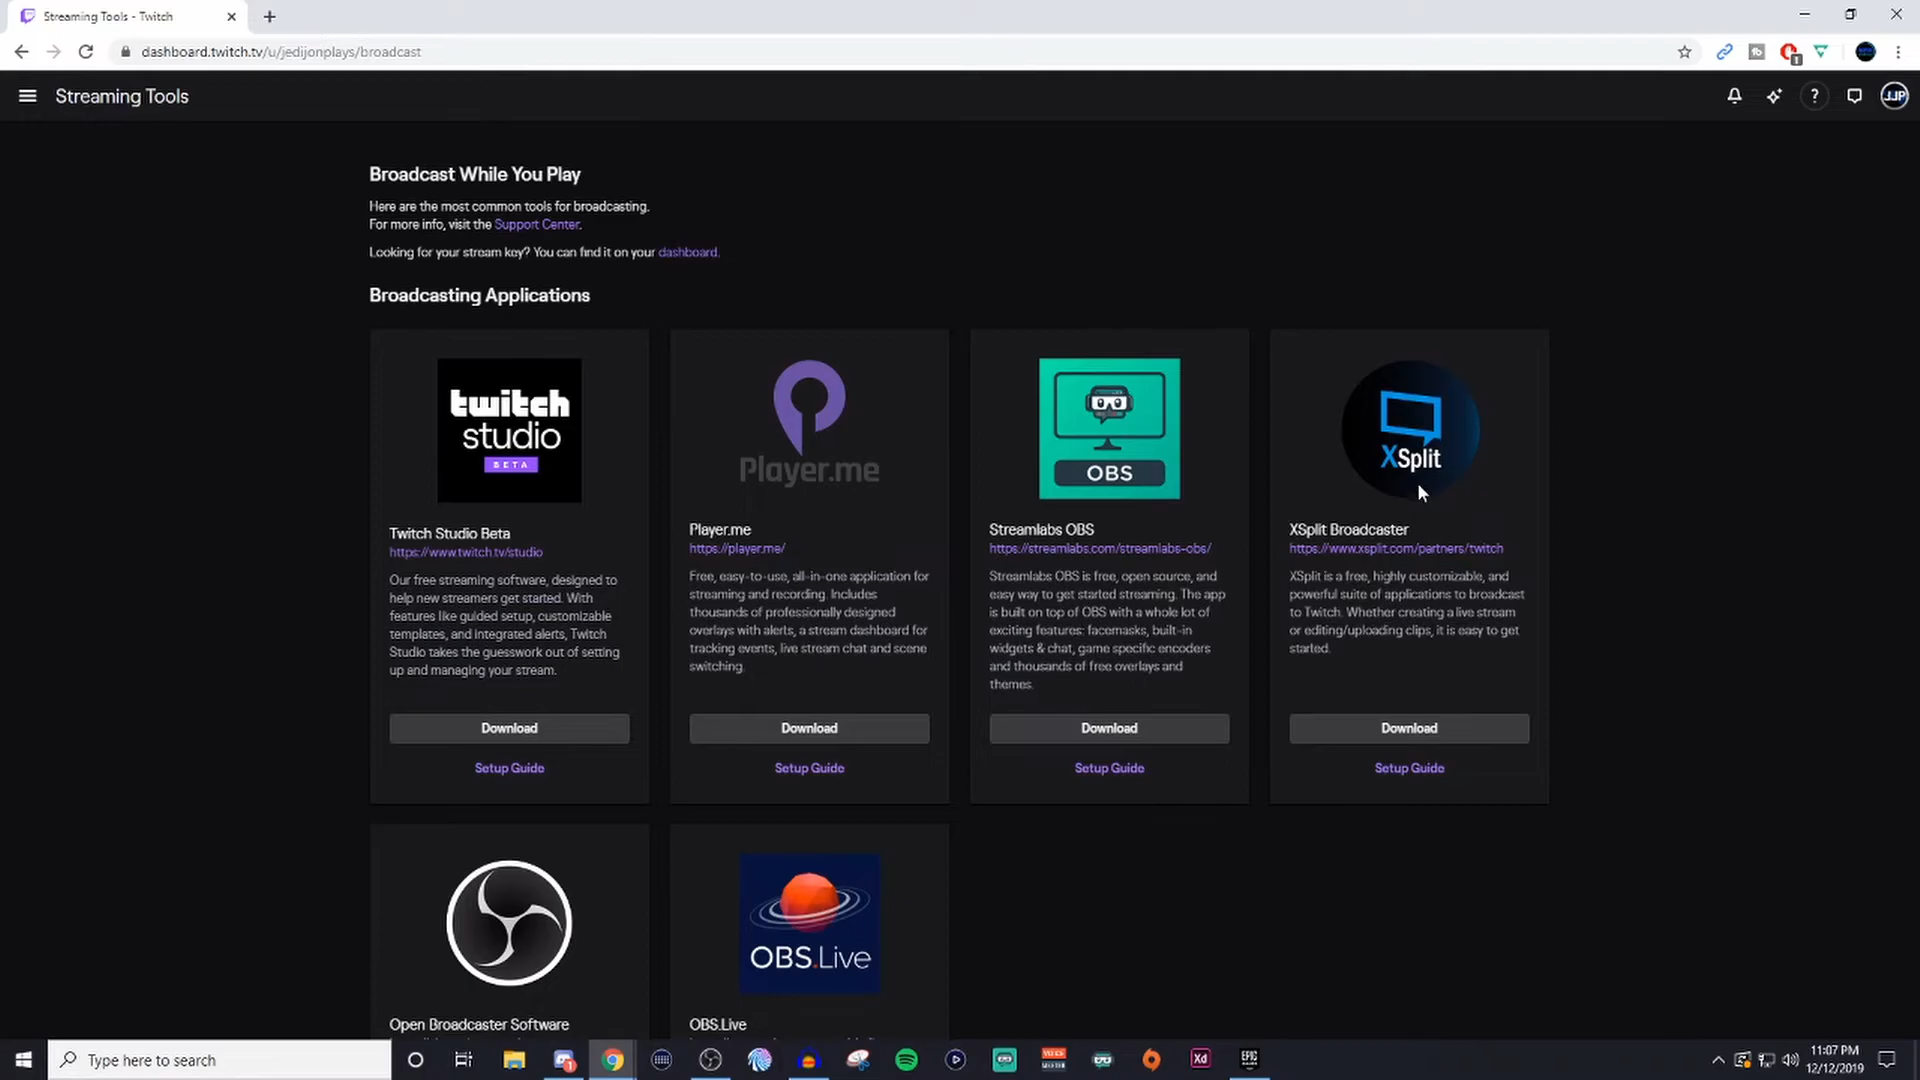 Streaming Tools - Twitch
dashboard.twitch.tv/u/jedijonplays/broadcast
Streaming Tools
?
JJP
Broadcast While You Play
Here are the most common tools for broadcasting.
For more info, visit the Support Center.
Looking for your stream key? You can find it on your dashboard.
Broadcasting Applications
twitch
studio
BETA
Twitch Studio Beta
https://www.twitch.tv/studio
Our free streaming software, designed to
help new streamers get started. With
features like guided setup, customizable
templates, and integrated alerts, Twitch
Studio takes the guesswork out of setting
up and managing your stream.
Download
Setup Guide
Player.me
Player.me
https://player.me/
Free, easy-to-use, all-in-one application for
streaming and recording. Includes
thousands of professionally designed
overlays with alerts, a stream dashboard for
tracking events, live stream chat and scene
switching.
Download
Setup Guide
OBS
Streamlabs OBS
https://streamlabs.com/streamlabs-obs/
Streamlabs OBS is free, open source, and
easy way to get started streaming. The app
is built on top of OBS with a whole lot of
exciting features: facemasks, built-in
widgets & chat, game specific encoders
and thousands of free overlays and
themes.
Download
Setup Guide
XSplit
XSplit Broadcaster
https://www.xsplit.com/partners/twitch
XSplit is a free, highly customizable, and
powerful suite of applications to broadcast
to Twitch. Whether creating a live stream
or editing/uploading clips, it is easy to get
started.
Download
Setup Guide
Open Broadcaster Software
OBS.Live
OBS.Live
Type here to search
Xd
EPIC
11:07 PM
12/12/2019